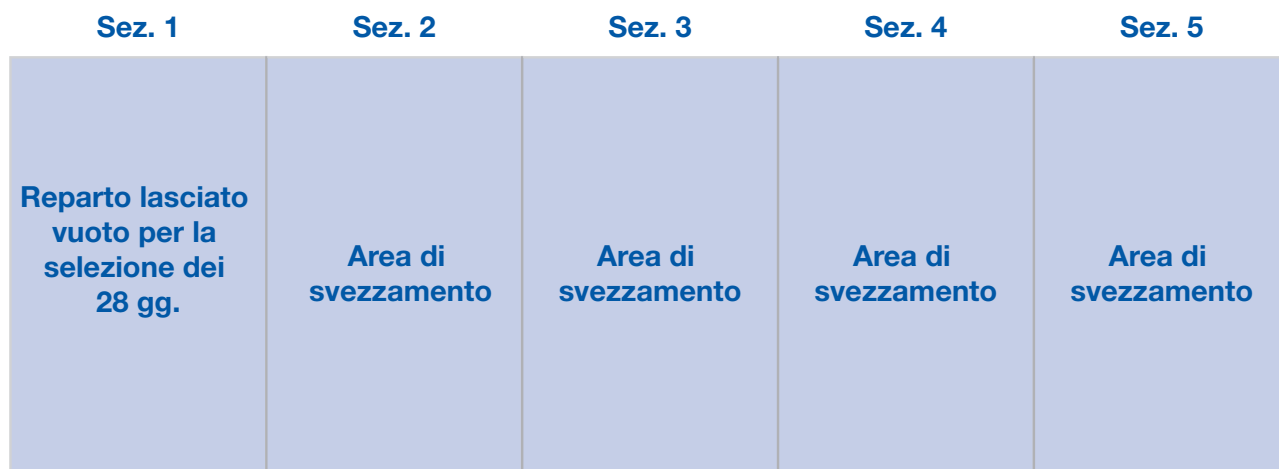 Sez. 1
Sez. 2
Sez. 3
Sez. 4
Sez. 5
Reparto lasciato
vuoto per la
selezione dei
28 gg.
Area di
svezzamento
Area di
svezzamento
Area di
svezzamento
Area di
svezzamento